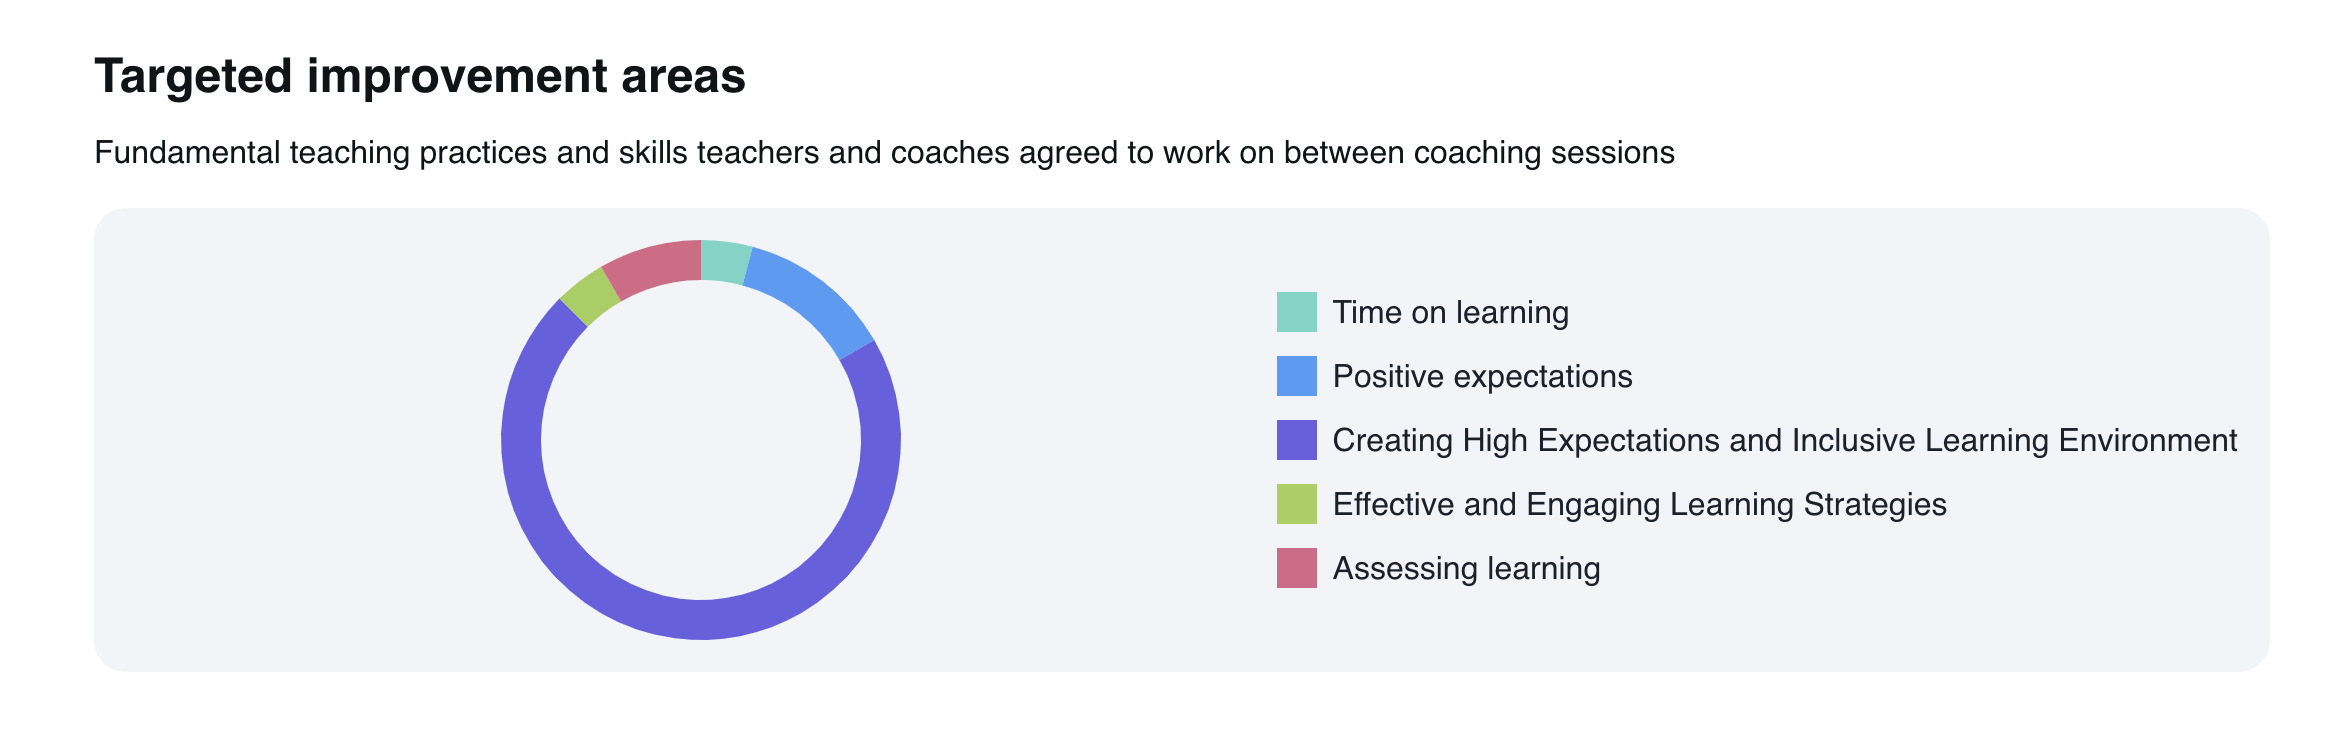 Targeted improvement areas
Fundamental teaching practices and skills teachers and coaches agreed to work on between coaching sessions
Time on learning
Positive expectations
Creating High Expectations and Inclusive Learning Environment
Effective and Engaging Learning Strategies
Assessing learning